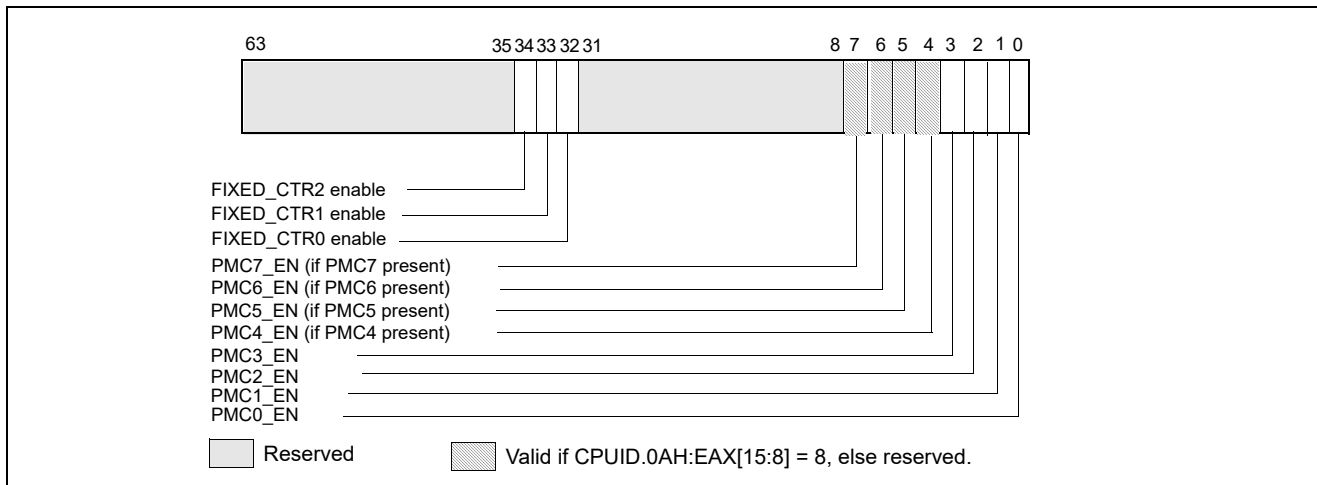 63 35 34 33 32 31 8 7 6 5 4 3 2 1 0
FIXED_CTR2 enable
FIXED_CTR1 enable
FIXED_CTR0 enable
PMC7_EN (if PMC7 present)
PMC6_EN (if PMC6 present)
PMC5_EN (if PMC5 present)
PMC4_EN (if PMC4 present)
PMC3_EN
PMC2_EN
PMC1_EN
PMC0_EN
Reserved Valid if CPUID.0AH:EAX[15:8] = 8, else reserved.